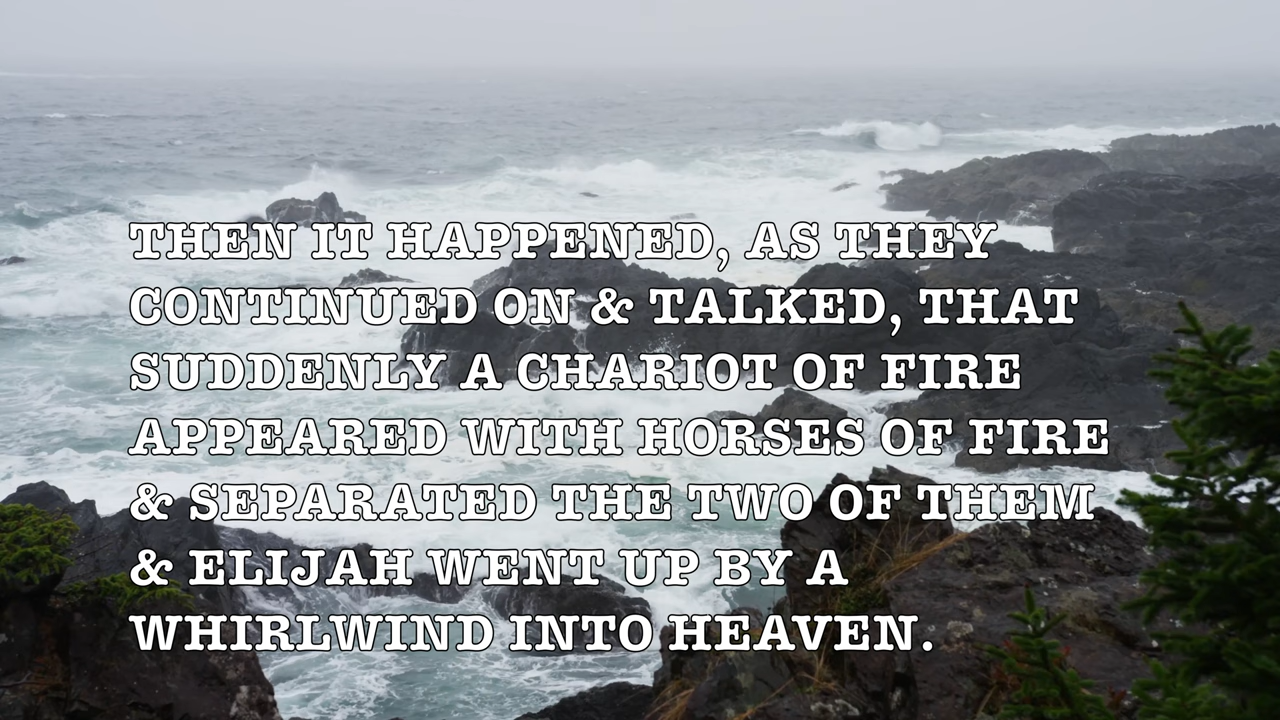 THEN IT HAPPENED, AS THEY
CONTINUED ON & TALKED, THAT
SUDDENLY A CHARIOT OF FIRE
APPEARED WITH HORSES OF FIRE
& SEPARATED THE TWO OF THEM
& ELIJAH WENT UP BY A
WHIRLWIND INTO HEAVEN.